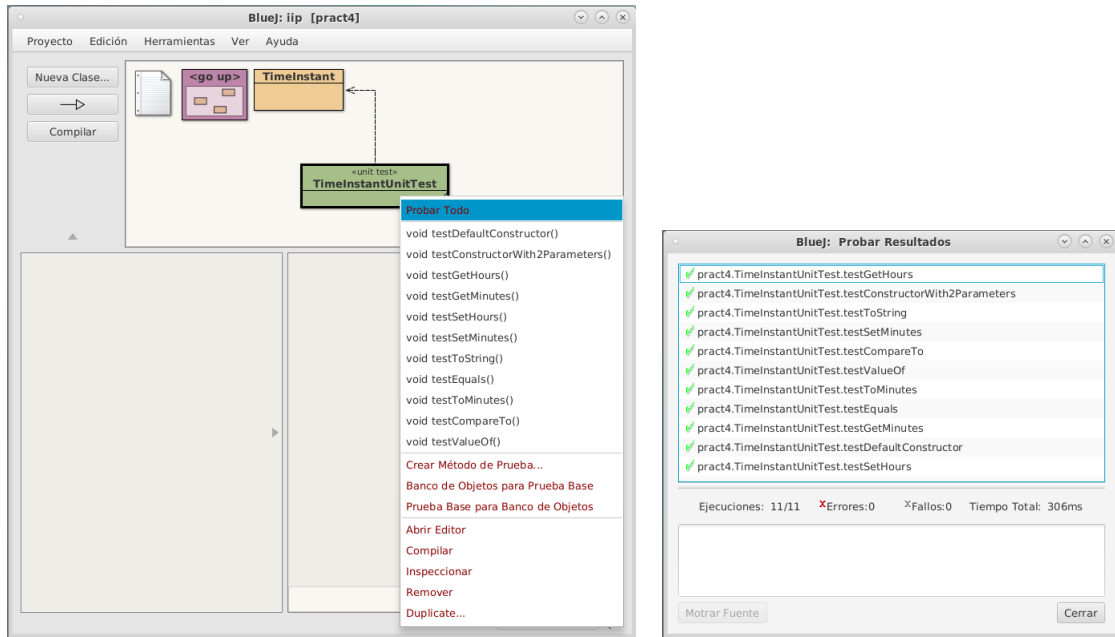 BlueJ: iip [pract4]
Proyecto Edición Herramientas Ver Ayuda
Nueva Clase...
Compilar
<go up>
TimeInstant
«unit test»
TimeInstantUnitTest
Probar Todo
void testDefaultConstructor()
void testConstructorWith2Parameters()
void testGetHours()
void testGetMinutes()
void testSetHours()
void testSetMinutes()
void testToString()
void testEquals()
void testToMinutes()
void testCompareTo()
void testValueOf()
Crear Método de Prueba...
Banco de Objetos para Prueba Base
Prueba Base para Banco de Objetos
Abrir Editor
Compilar
Inspeccionar
Remover
Duplicate...
BlueJ: Probar Resultados
pract4.TimeInstantUnitTest.testGetHours
pract4.TimeInstantUnitTest.testConstructorWith2Parameters
pract4.TimeInstantUnitTest.testToString
pract4.TimeInstantUnitTest.testSetMinutes
pract4.TimeInstantUnitTest.testCompareTo
pract4.TimeInstantUnitTest.testValueOf
pract4.TimeInstantUnitTest.testToMinutes
pract4.TimeInstantUnitTest.testEquals
pract4.TimeInstantUnitTest.testGetMinutes
pract4.TimeInstantUnitTest.testDefaultConstructor
pract4.TimeInstantUnitTest.testSetHours
Ejecuciones: 11/11 xErrores:0 xFallos:0 Tiempo Total: 306ms
Motrar Fuente Cerrar